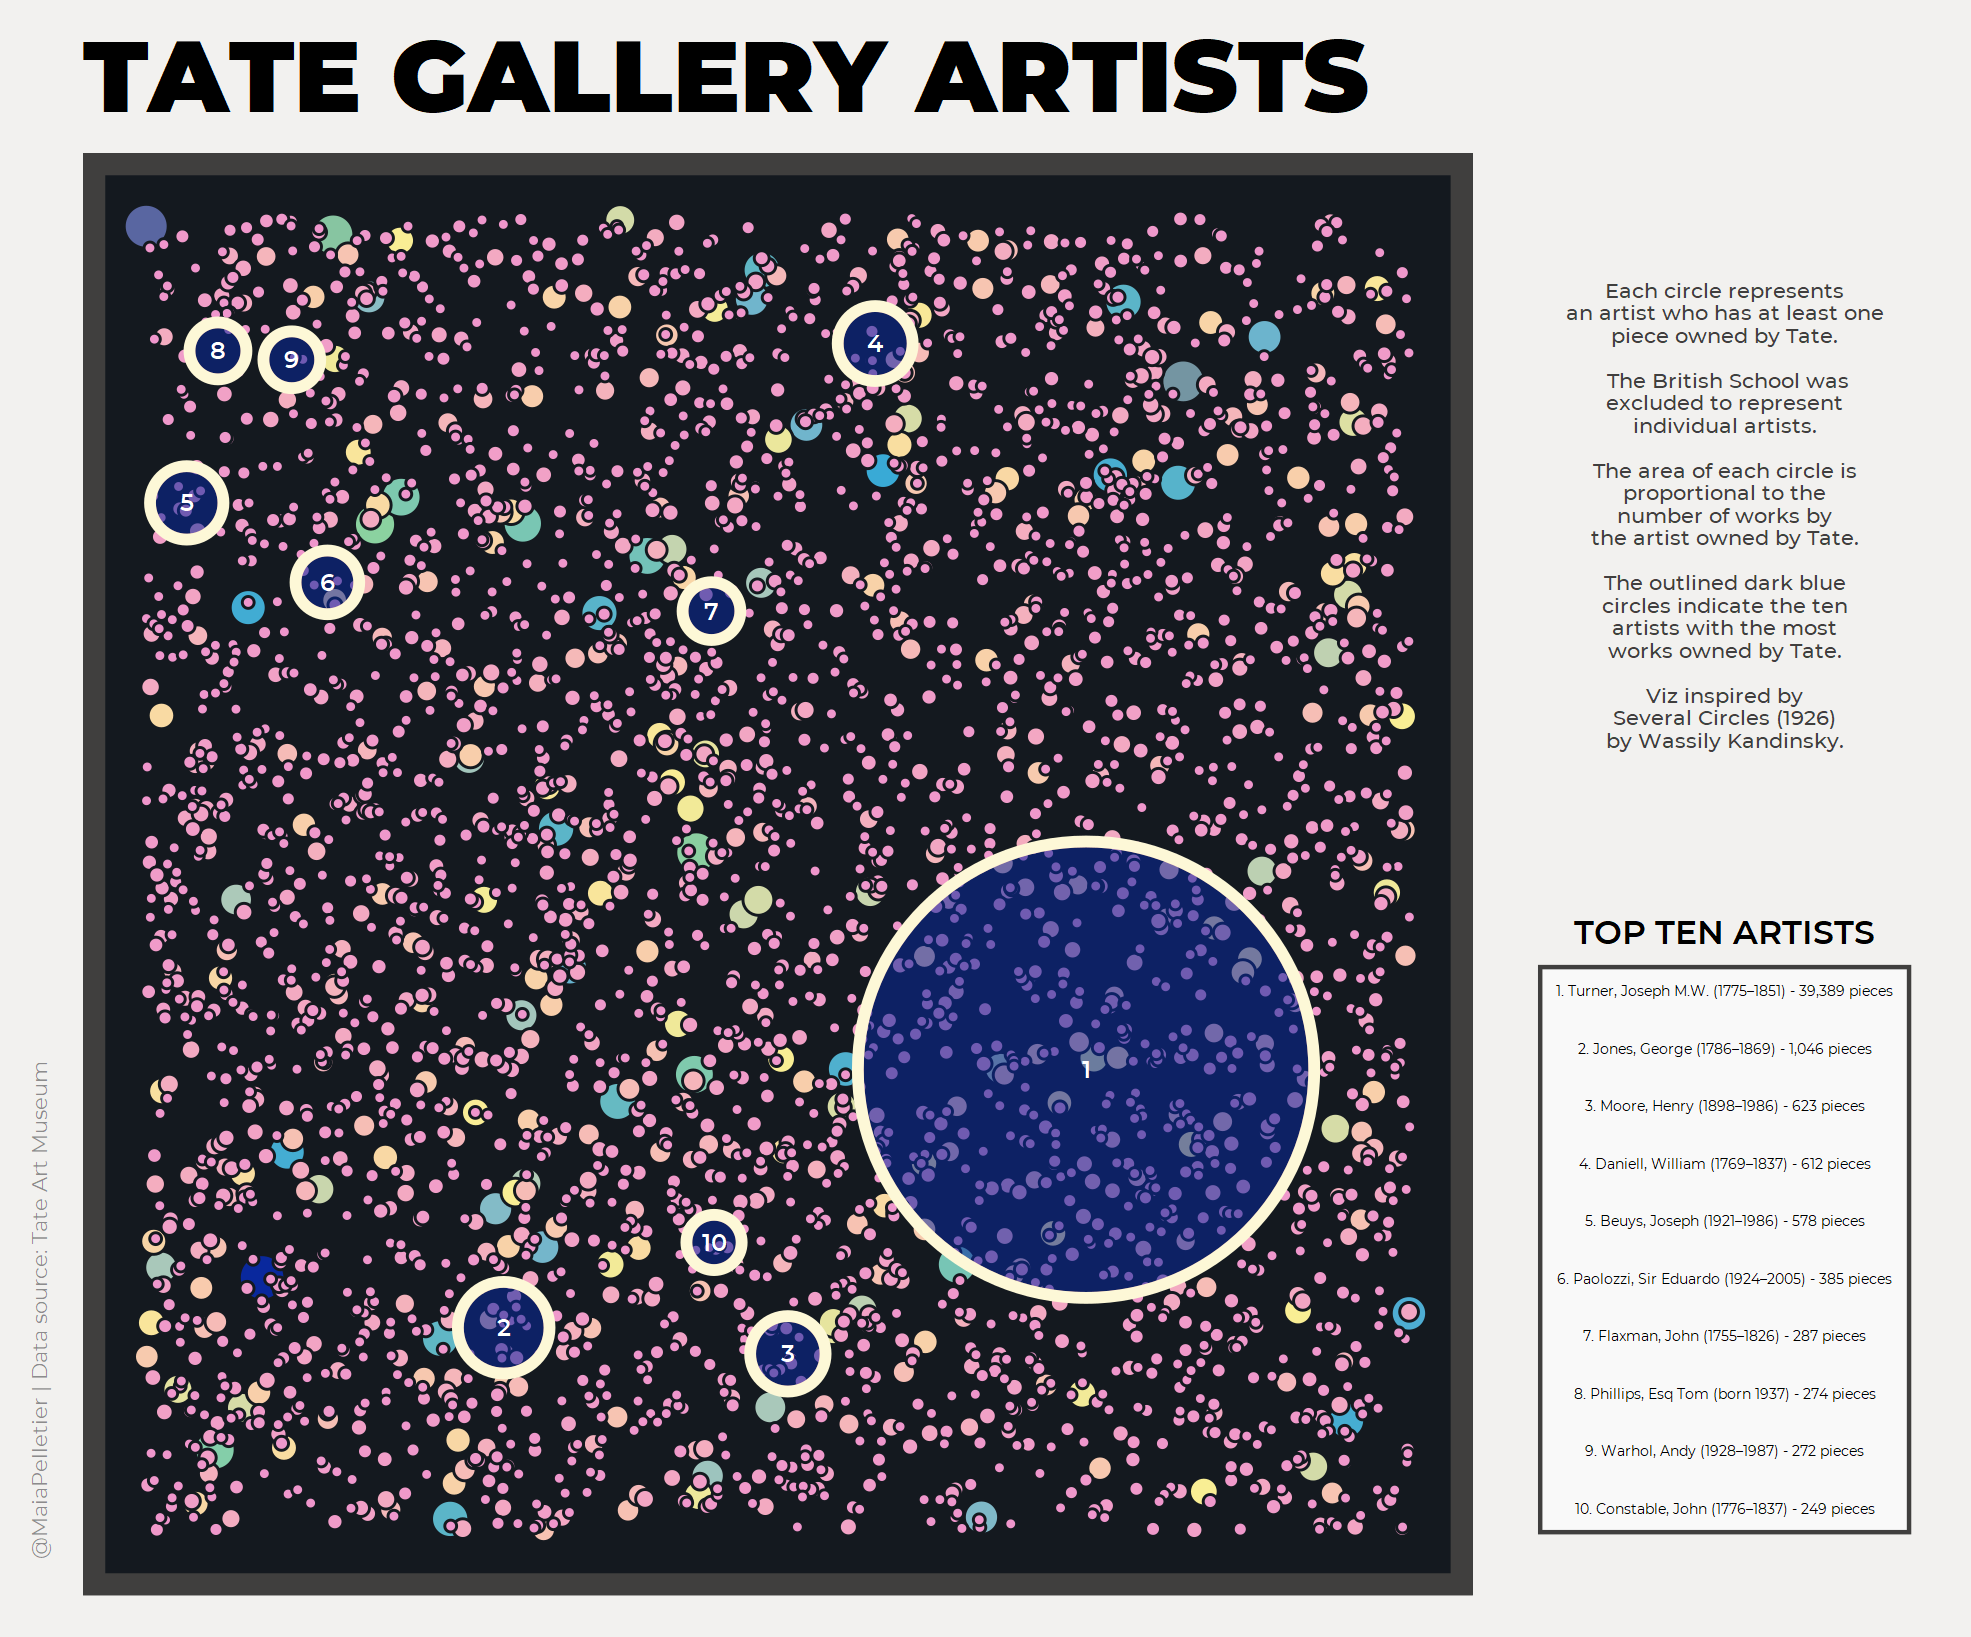 TATE GALLERY ARTISTS
8
9
4
5
6
7
1
10
2
3
Each circle represents
an artist who has at least one
piece owned by Tate.
The British School was
excluded to represent
individual artists.
The area of each circle is
proportional to the
number of works by
the artist owned by Tate.
The outlined dark blue
circles indicate the ten
artists with the most
works owned by Tate.
Viz inspired by
Several Circles (1926)
by Wassily Kandinsky.
TOP TEN ARTISTS
1. Turner, Joseph M.W. (1775–1851) - 39,389 pieces
2. Jones, George (1786–1869) - 1,046 pieces
3. Moore, Henry (1898–1986) - 623 pieces
4. Daniell, William (1769–1837) - 612 pieces
5. Beuys, Joseph (1921–1986) - 578 pieces
6. Paolozzi, Sir Eduardo (1924–2005) - 385 pieces
7. Flaxman, John (1755–1826) - 287 pieces
8. Phillips, Esq Tom (born 1937) - 274 pieces
9. Warhol, Andy (1928–1987) - 272 pieces
10. Constable, John (1776–1837) - 249 pieces
@MaiaPelletier | Data source: Tate Art Museum